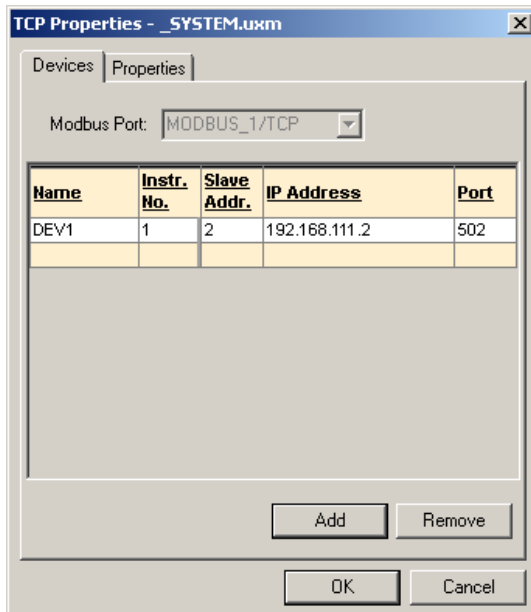 TCP Properties - _SYSTEM.uxm
Devices Properties
Modbus Port: MODBUS_1/TCP
Name Instr. No. Slave Addr. IP Address Port
DEV1 1 2 192.168.111.2 502
Add Remove
OK Cancel